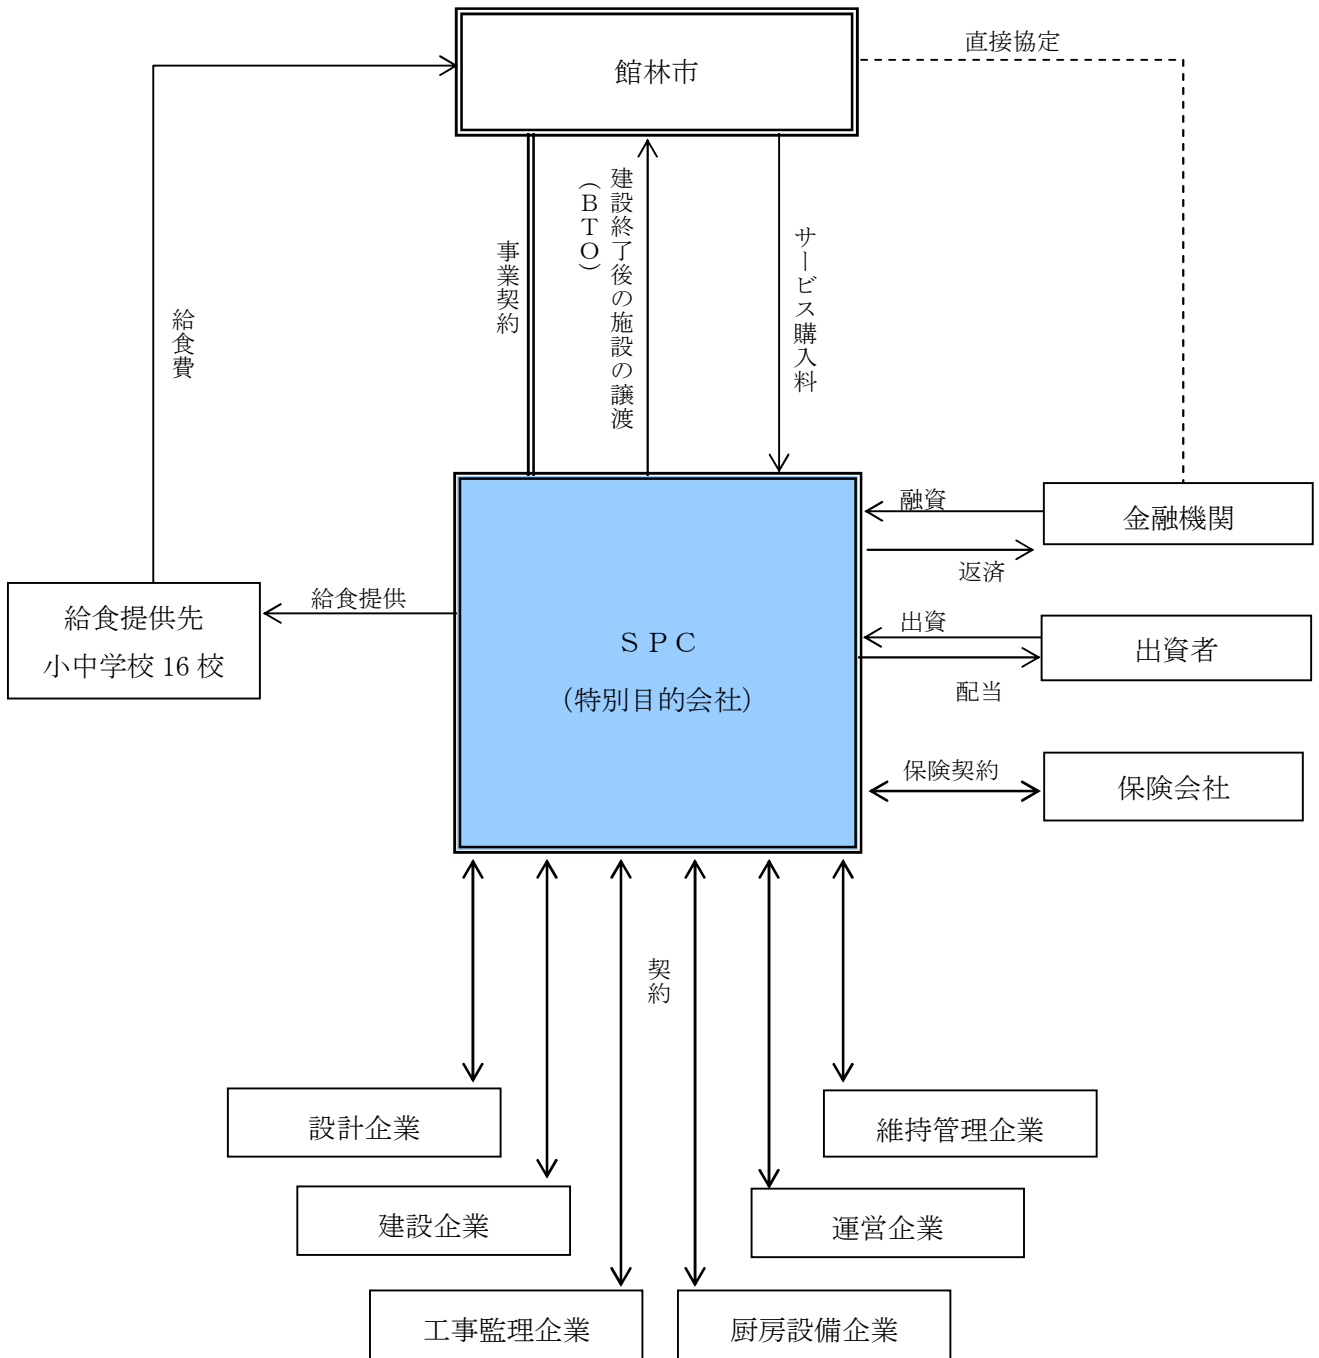 直接協定
館林市
建設終了後の施設の譲渡
（ＢＴＯ）
サービス購入料
事業契約
給食費
融資
金融機関
返済
給食提供
給食提供先
小中学校 16 校
出資
出資者
ＳＰＣ
（特別目的会社）
配当
保険契約
保険会社
契約
設計企業
維持管理企業
建設企業
運営企業
工事監理企業
厨房設備企業